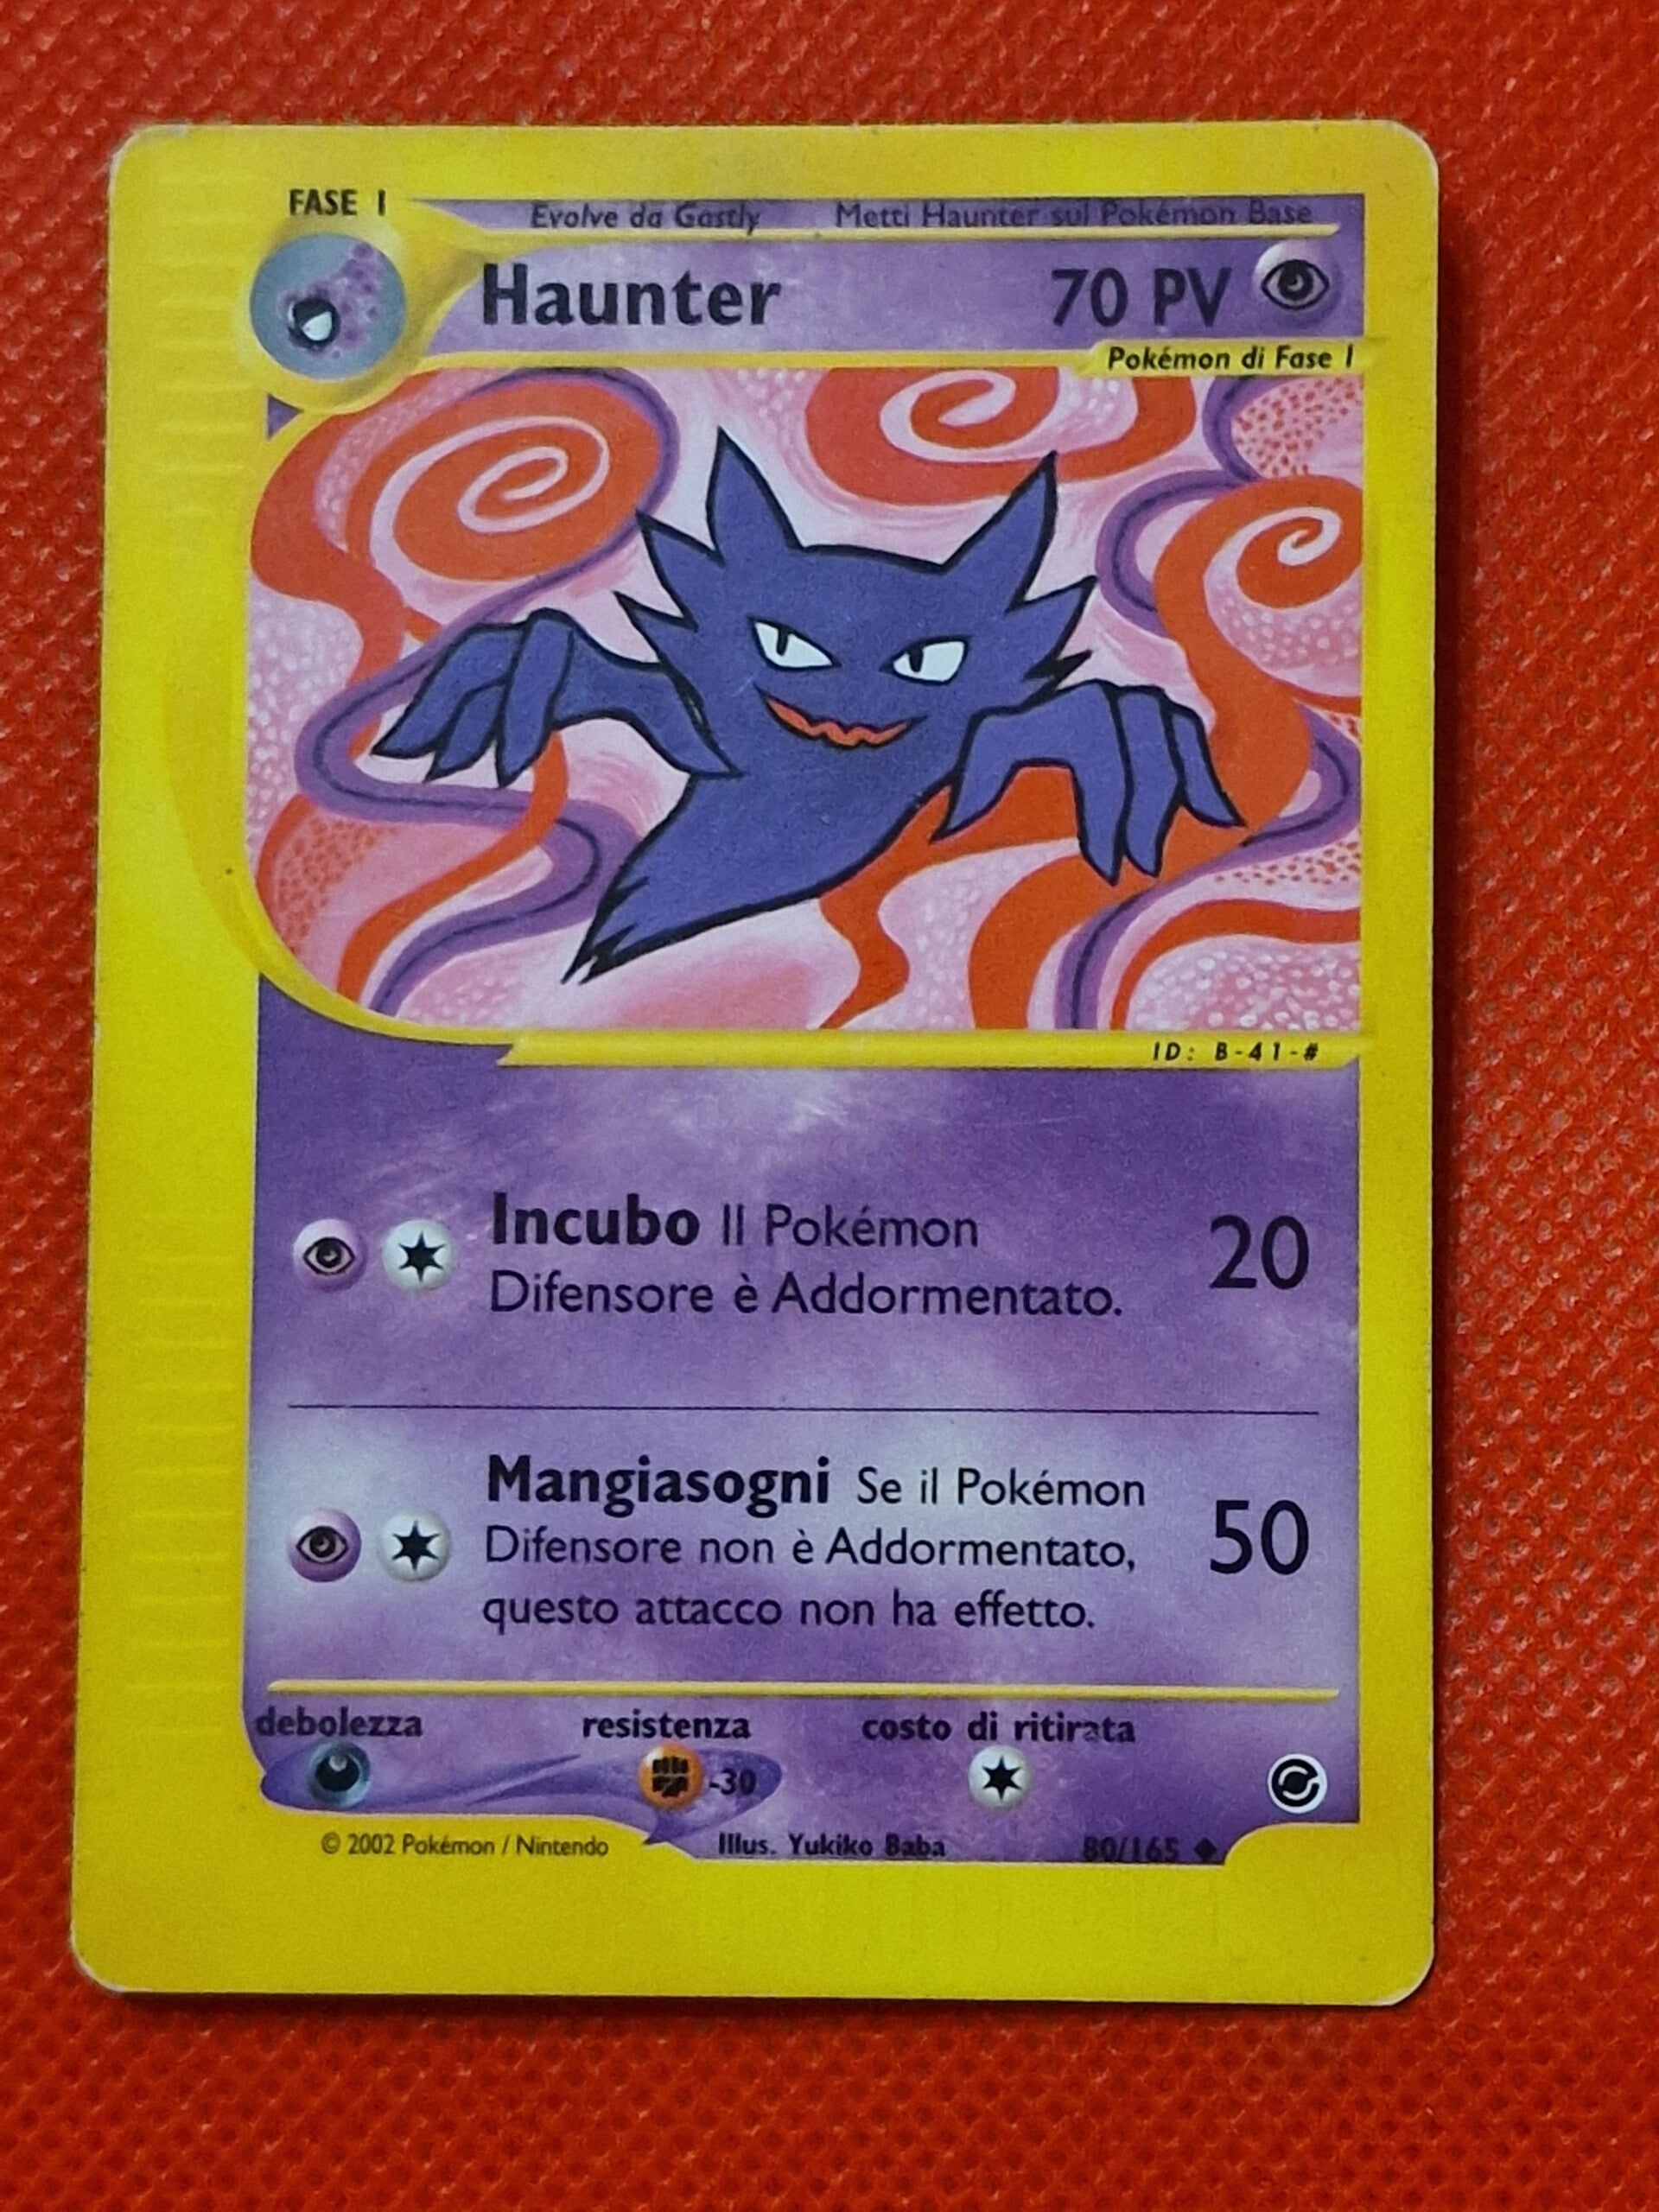 FASE 1
Evolve da Gastly Metti Haunter sul Pokémon Base
Haunter 70 PV
Pokémon di Fase 1
ID: B-41-#
Incubo Il Pokémon
Difensore è Addormentato.
20
Mangiasogni Se il Pokémon
Difensore non è Addormentato,
questo attacco non ha effetto.
50
debolezza resistenza costo di ritirata
-30
© 2002 Pokémon / Nintendo Illus. Yukiko Baba 80/165